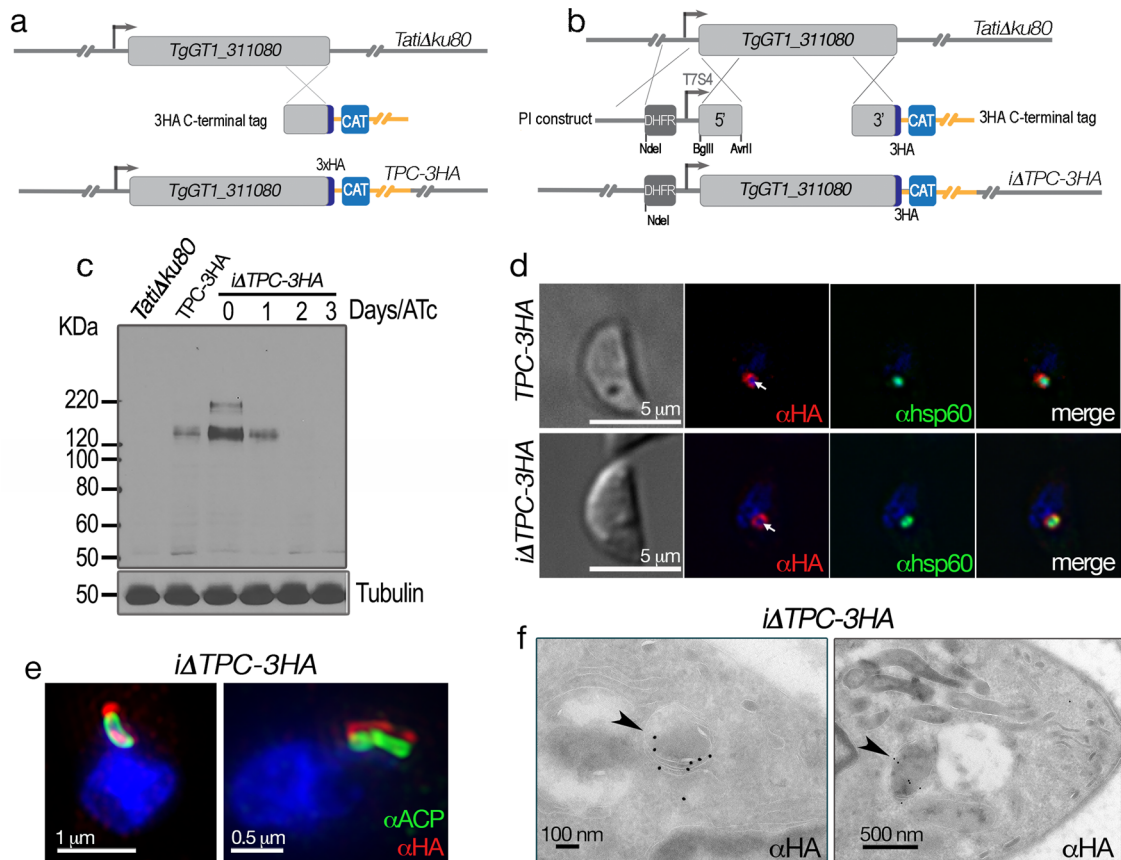 a
TgGT1_311080
TatiΔku80
3HA C-terminal tag
CAT
3xHA
TgGT1_311080
CAT
TPC-3HA
b
TgGT1_311080
TatiΔku80
T7S4
PI construct
DHFR
5'
3'
CAT
3HA C-terminal tag
NdeI
BglII
AvrII
3HA
DHFR
TgGT1_311080
CAT
iΔTPC-3HA
NdeI
3HA
c
TatiΔku80
TPC-3HA
iΔTPC-3HA
0 1 2 3 Days/ATc
KDa
220
120
100
80
60
50
50
Tubulin
d
TPC-3HA
5 μm
αHA
αhsp60
merge
iΔTPC-3HA
5 μm
αHA
αhsp60
merge
e
iΔTPC-3HA
1 μm
0.5 μm
αACP
αHA
f
iΔTPC-3HA
100 nm
αHA
500 nm
αHA